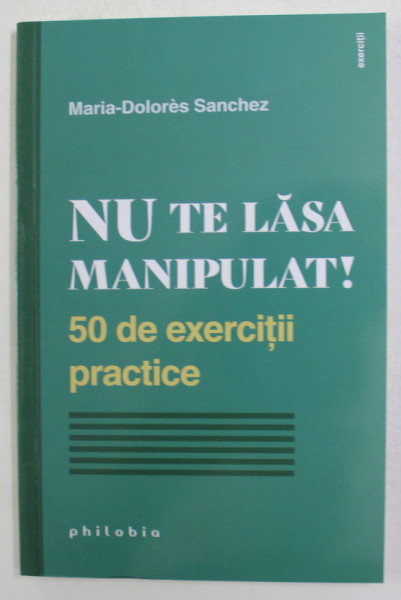 exerciții
Maria-Dolorès Sanchez
NU TE LĂSA
MANIPULAT!
50 de exerciții
practice
philobia